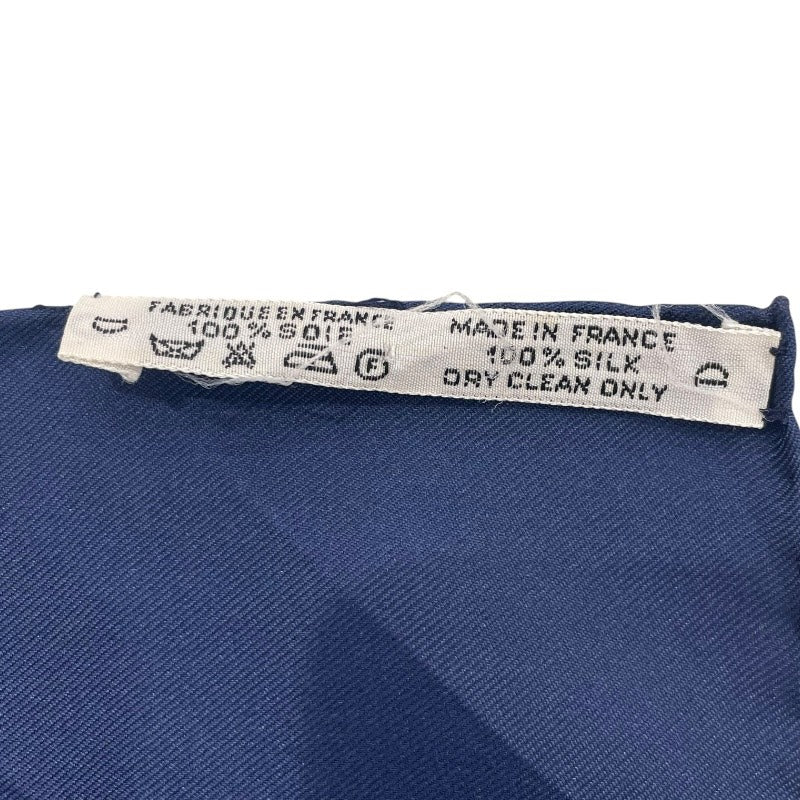 D
FABRIQUE EN FRANCE
100% SOIE
F
MADE IN FRANCE
100% SILK
DRY CLEAN ONLY
D